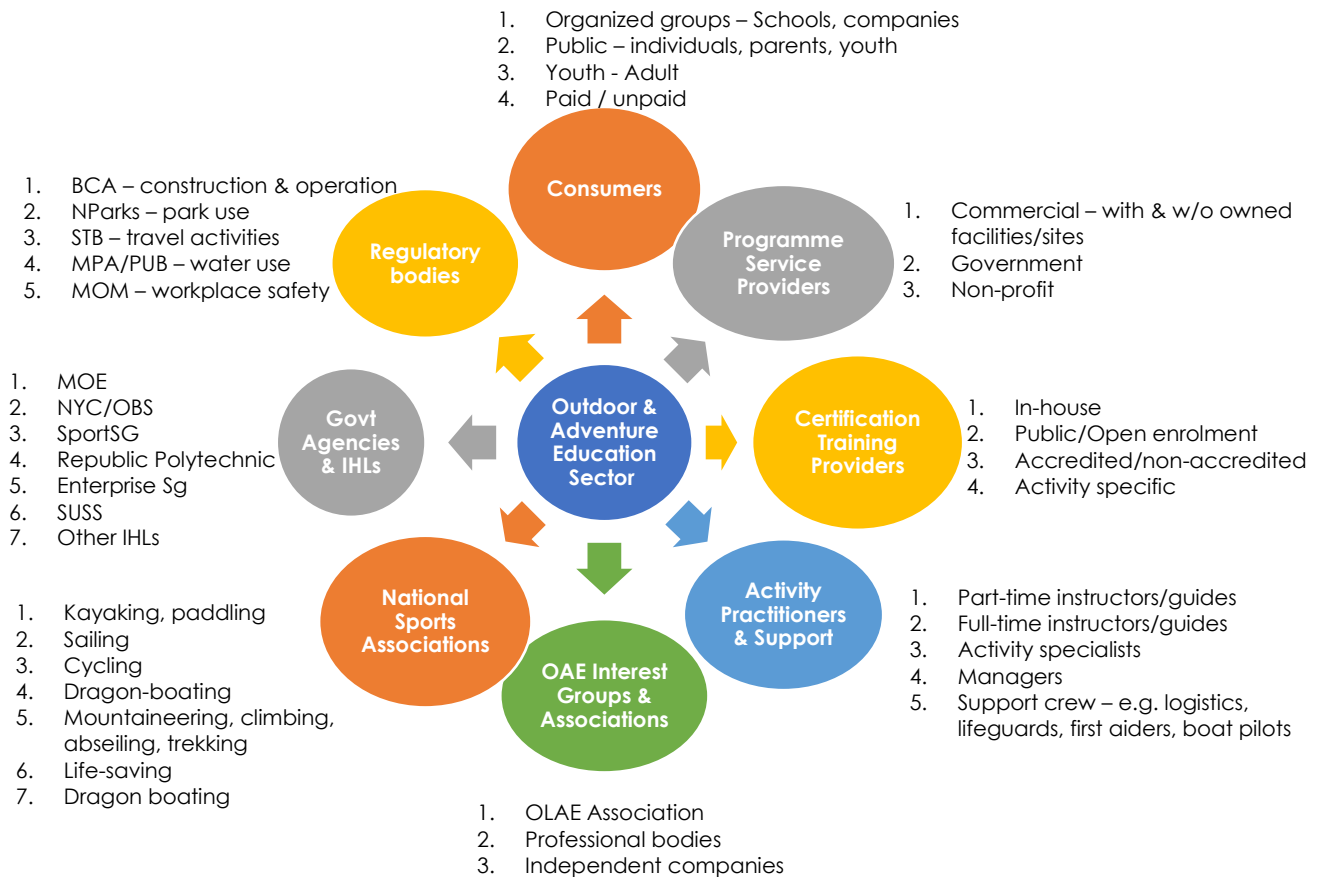 1. Organized groups – Schools, companies
2. Public – individuals, parents, youth
3. Youth - Adult
4. Paid / unpaid
Consumers
1. BCA – construction & operation
2. NParks – park use
3. STB – travel activities
4. MPA/PUB – water use
5. MOM – workplace safety
Regulatory
bodies
Programme
Service
Providers
1. Commercial – with & w/o owned
facilities/sites
2. Government
3. Non-profit
1. MOE
2. NYC/OBS
3. SportSG
4. Republic Polytechnic
5. Enterprise Sg
6. SUSS
7. Other IHLs
Govt
Agencies
& IHLs
Outdoor &
Adventure
Education
Sector
Certification
Training
Providers
1. In-house
2. Public/Open enrolment
3. Accredited/non-accredited
4. Activity specific
1. Kayaking, paddling
2. Sailing
3. Cycling
4. Dragon-boating
5. Mountaineering, climbing,
abseiling, trekking
6. Life-saving
7. Dragon boating
National
Sports
Associations
OAE Interest
Groups &
Associations
Activity
Practitioners
& Support
1. Part-time instructors/guides
2. Full-time instructors/guides
3. Activity specialists
4. Managers
5. Support crew – e.g. logistics,
lifeguards, first aiders, boat pilots
1. OLAE Association
2. Professional bodies
3. Independent companies